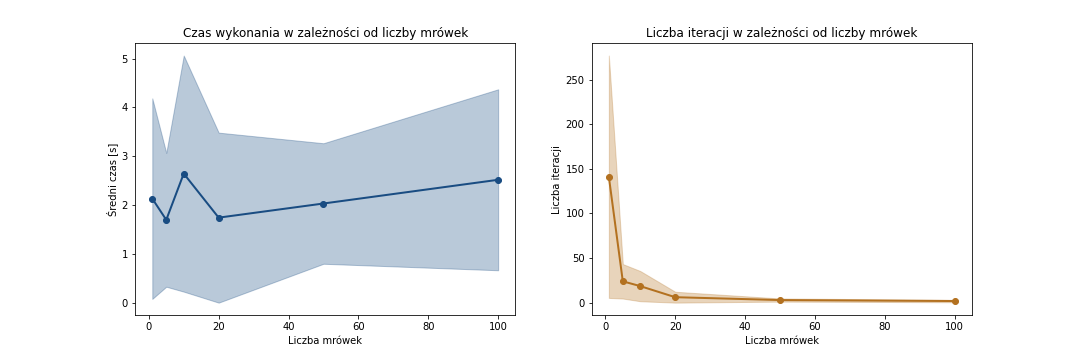 Czas wykonania w zależności od liczby mrówek
Średni czas [s]
5
4
3
2
1
0
0 20 40 60 80 100
Liczba mrówek
Liczba iteracji w zależności od liczby mrówek
Liczba iteracji
250
200
150
100
50
0
0 20 40 60 80 100
Liczba mrówek